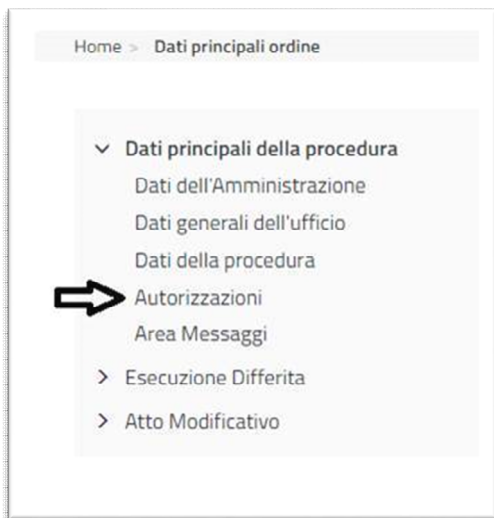 Home > Dati principali ordine
Dati principali della procedura
Dati dell'Amministrazione
Dati generali dell'ufficio
Dati della procedura
Autorizzazioni
Area Messaggi
> Esecuzione Differita
> Atto Modificativo